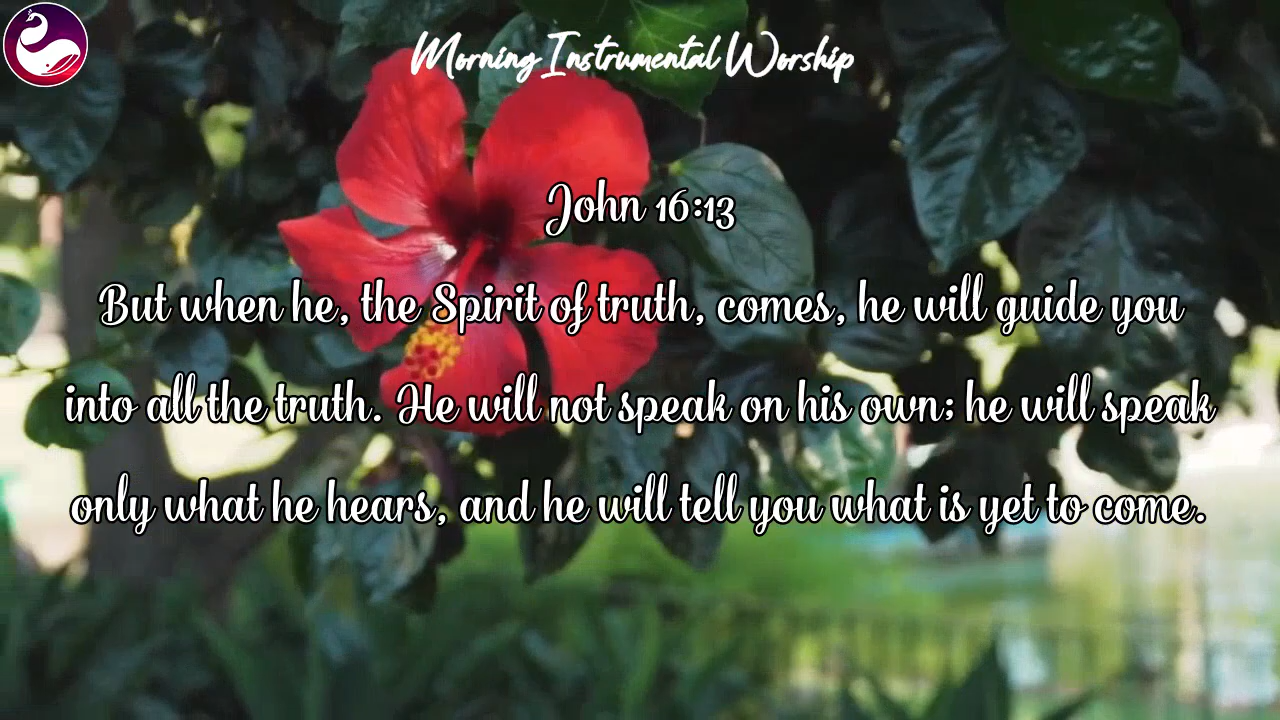 Morning Instrumental Worship
John 16:13
But when he, the Spirit of truth, comes, he will guide you
into all the truth. He will not speak on his own; he will speak
only what he hears, and he will tell you what is yet to come.